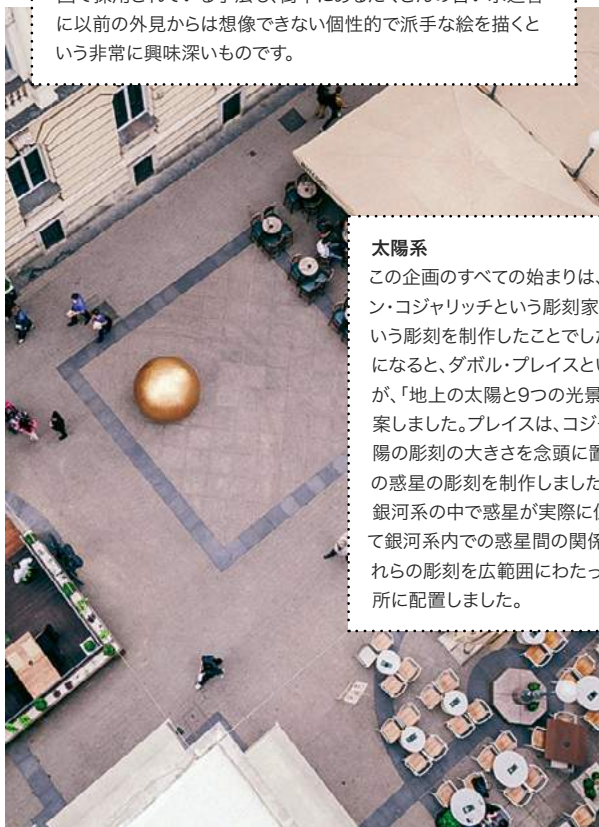 に以前の外見からは想像できない個性的で派手な絵を描くと
いう非常に興味深いものです。
太陽系
この企画のすべての始まりは、
ン・コジャリッチという彫刻家
いう彫刻を制作したことでした
になると、ダボル・プレイスとい
が、「地上の太陽と9つの光景
案しました。プレイスは、コジャ
陽の彫刻の大きさを念頭に置
の惑星の彫刻を制作しました
銀河系の中で惑星が実際に位
て銀河系内での惑星間の関係
れらの彫刻を広範囲にわたっ
所に配置しました。